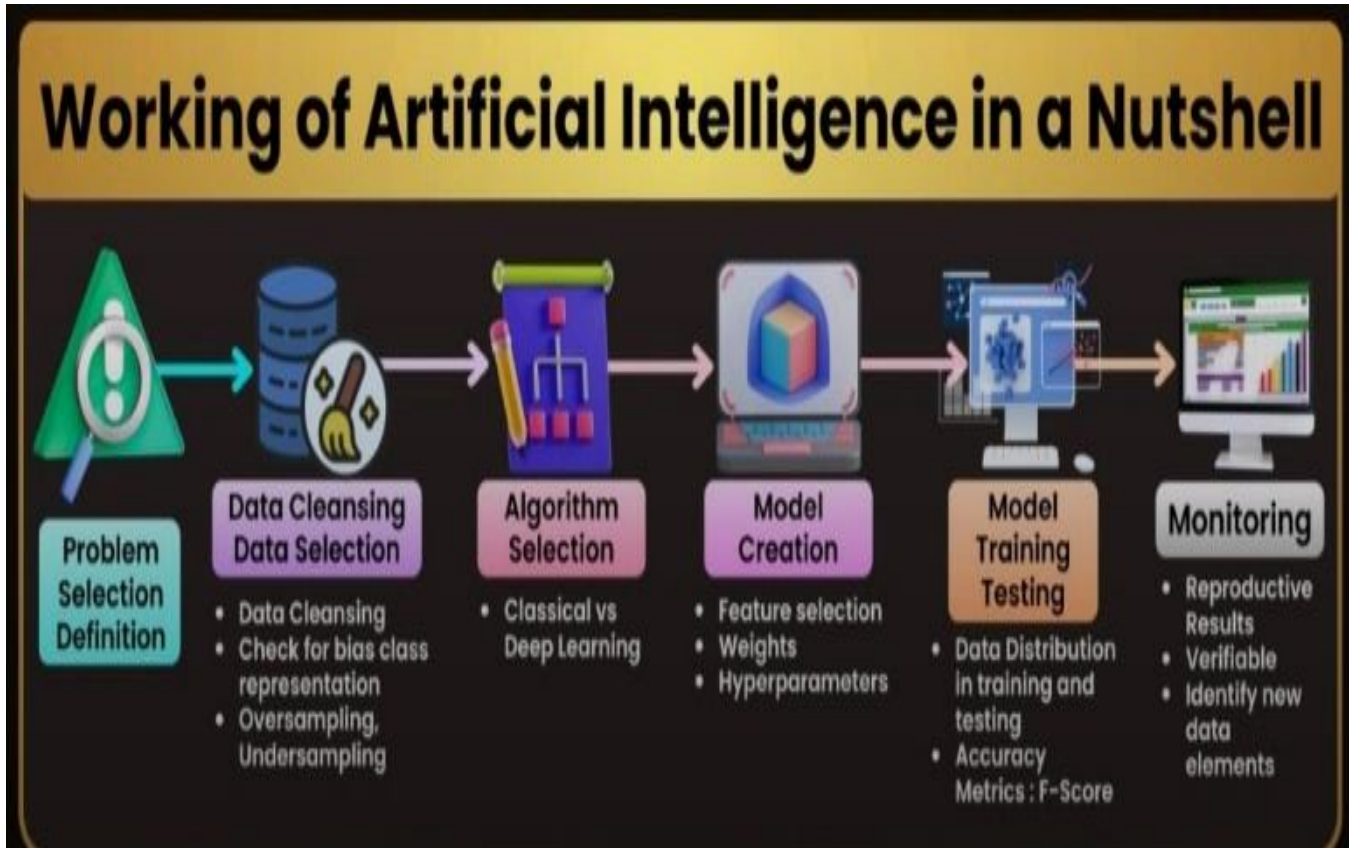 Working of Artificial Intelligence in a Nutshell
Problem
Selection
Definition
Data Cleansing
Data Selection
• Data Cleansing
• Check for bias class
representation
• Oversampling,
Undersampling
Algorithm
Selection
• Classical vs
Deep Learning
Model
Creation
• Feature selection
• Weights
• Hyperparameters
Model
Training
Testing
• Data Distribution
in training and
testing
• Accuracy
Metrics : F-Score
Monitoring
• Reproductive
Results
• Verifiable
• Identify new
data
elements